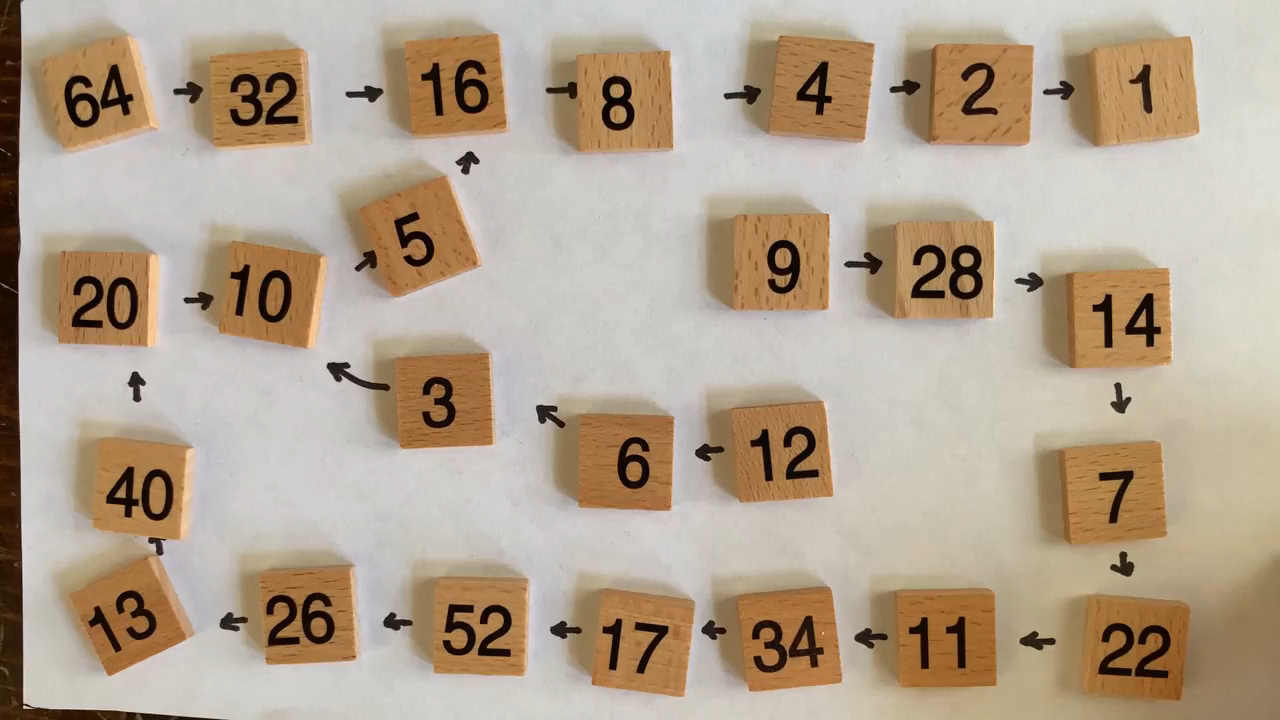 64 → 32 → 16 → 8 → 4 → 2 → 1
5
9 → 28 → 14
20 → 10
3
6 ← 12
40
7
13 ← 26 ← 52 ← 17 ← 34 ← 11 ← 22